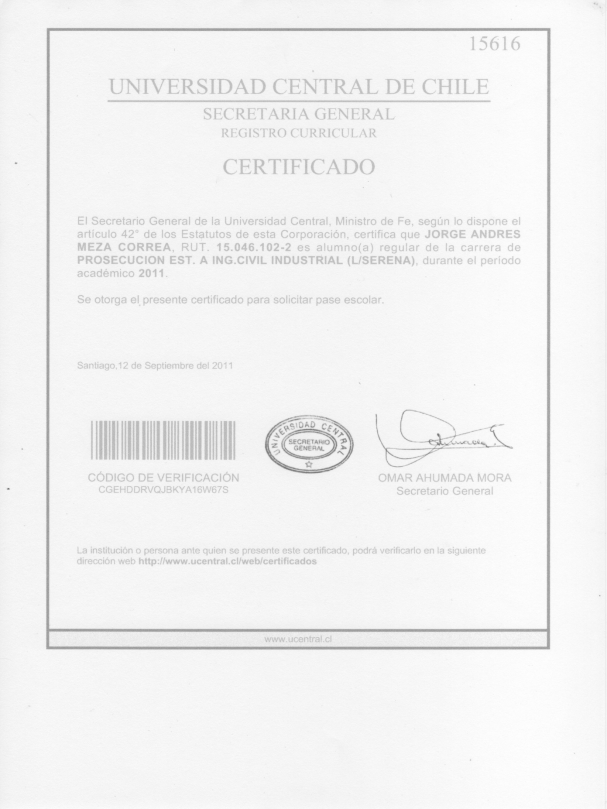 15616
UNIVERSIDAD CENTRAL DE CHILE
SECRETARIA GENERAL
REGISTRO CURRICULAR
CERTIFICADO
El Secretario General de la Universidad Central, Ministro de Fe, según lo dispone el
artículo 42° de los Estatutos de esta Corporación, certifica que JORGE ANDRES
MEZA CORREA, RUT. 15.046.102-2 es alumno(a) regular de la carrera de
PROSECUCION EST. A ING.CIVIL INDUSTRIAL (L/SERENA), durante el período
académico 2011.
Se otorga el presente certificado para solicitar pase escolar.
Santiago,12 de Septiembre del 2011
UNIVERSIDAD CENTRAL
SECRETARIO
GENERAL
CÓDIGO DE VERIFICACIÓN
CGEHDDRVQJBKYA16W67S
OMAR AHUMADA MORA
Secretario General
La institución o persona ante quien se presente este certificado, podrá verificarlo en la siguiente
dirección web http://www.ucentral.cl/web/certificados
www.ucentral.cl